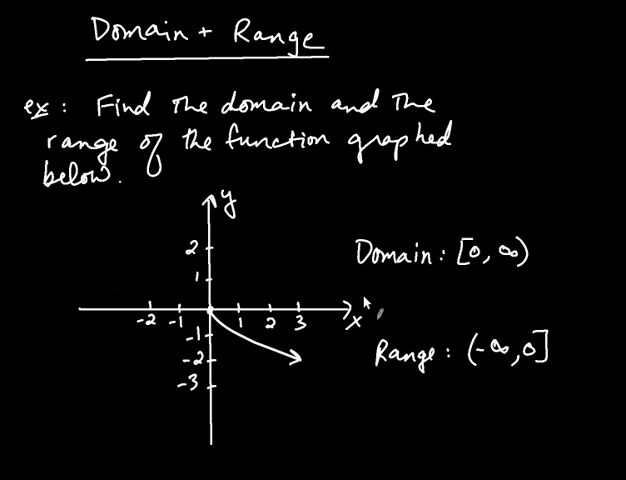 Domain + Range
ex: Find the domain and the
range of the function graphed
below.
y
2
1
Domain: [0, ∞)
-2 -1 1 2 3 x
-1
-2
Range: (-∞, 0]
-3